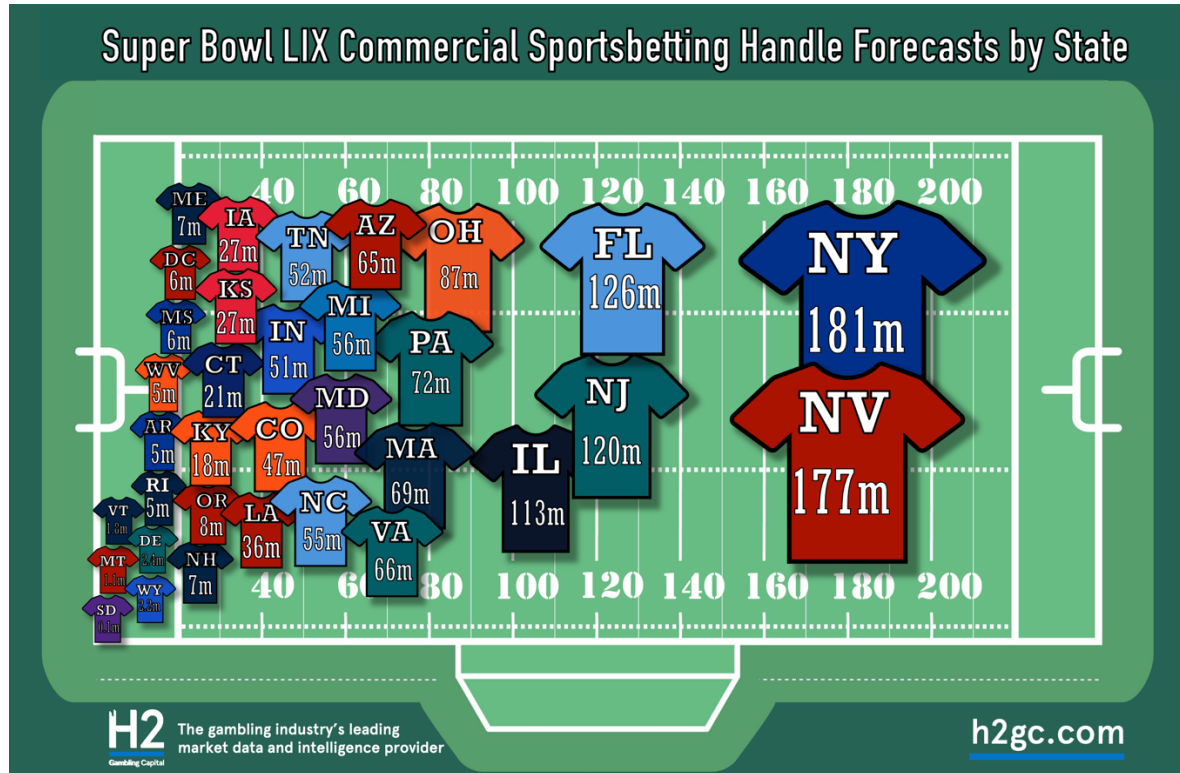 Super Bowl LIX Commercial Sportsbetting Handle Forecasts by State
40 60 80 100 120 140 160 180 200
ME
7m
IA
27m
TN
52m
AZ
65m
OH
87m
FL
126m
NY
181m
DC
6m
KS
27m
MS
6m
IN
51m
MI
56m
PA
72m
WV
5m
CT
21m
MD
56m
NJ
120m
NV
177m
AR
5m
KY
18m
CO
47m
MA
69m
IL
113m
RI
5m
OR
8m
LA
36m
NC
55m
VA
66m
VT
1.8m
DE
2.4m
NH
7m
MT
1.1m
WY
2.2m
SD
0.1m
40 60 80 100 120 140 160 180 200
H2
Gambling Capital
The gambling industry's leading
market data and intelligence provider
h2gc.com